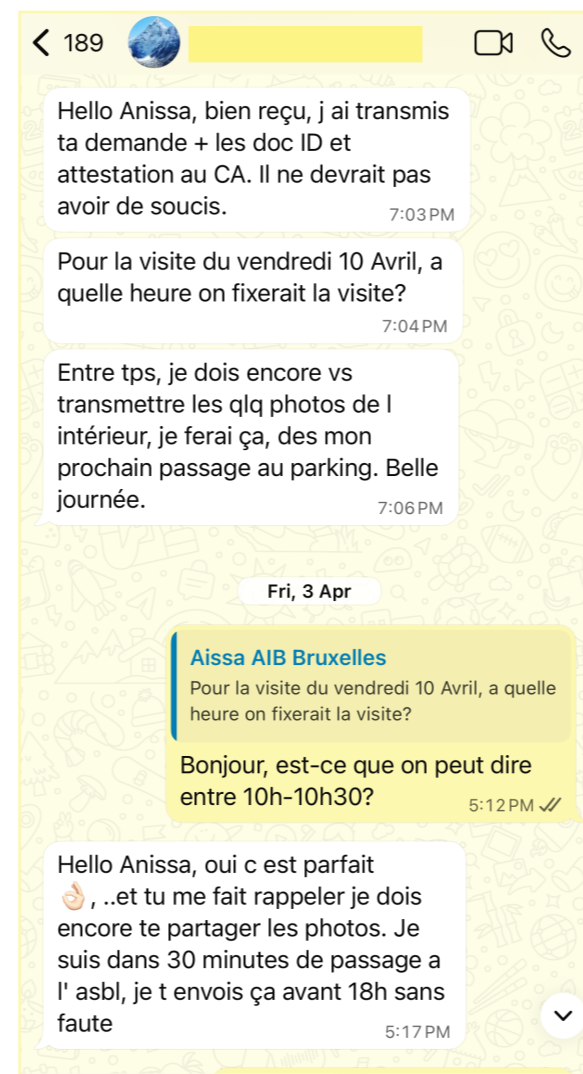 189
Hello Anissa, bien reçu, j ai transmis
ta demande + les doc ID et
attestation au CA. Il ne devrait pas
avoir de soucis.
7:03 PM
Pour la visite du vendredi 10 Avril, a
quelle heure on fixerait la visite?
7:04 PM
Entre tps, je dois encore vs
transmettre les qlq photos de l
intérieur, je ferai ça, des mon
prochain passage au parking. Belle
journée.
7:06 PM
Fri, 3 Apr
Aissa AIB Bruxelles
Pour la visite du vendredi 10 Avril, a quelle
heure on fixerait la visite?
Bonjour, est-ce que on peut dire
entre 10h-10h30?
5:12 PM
Hello Anissa, oui c est parfait
👌🏻, ..et tu me fait rappeler je dois
encore te partager les photos. Je
suis dans 30 minutes de passage a
l' asbl, je t envois ça avant 18h sans
faute
5:17 PM